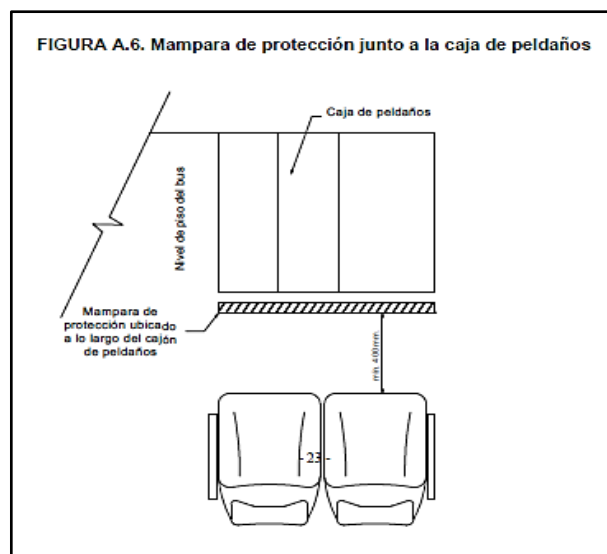 FIGURA A.6. Mampara de protección junto a la caja de peldaños
Caja de peldaños
Nivel de piso del bus
Mampara de
protección ubicado
a lo largo del cajón
de peldaños
min. 400mm.
- 23 -